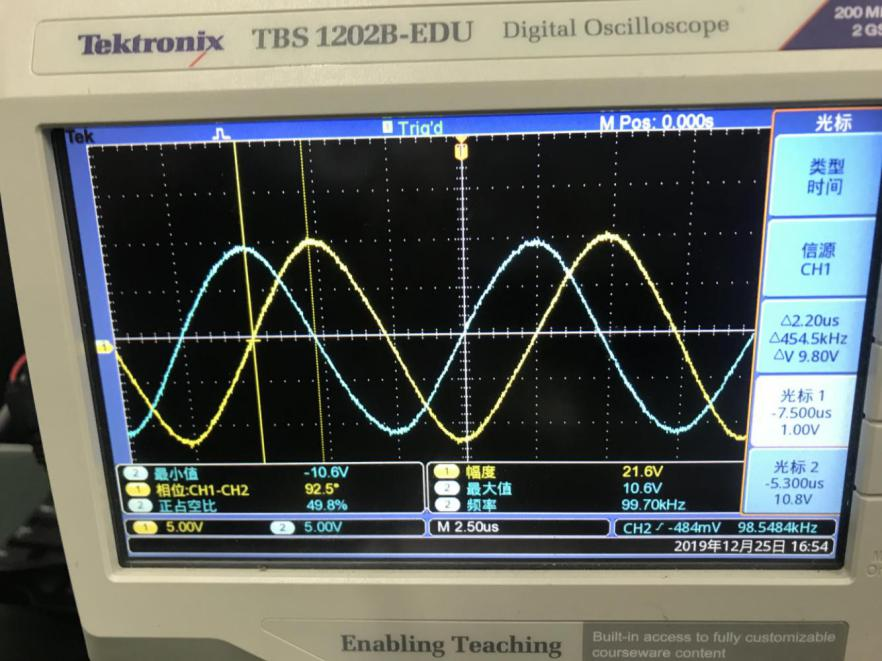 Tektronix TBS 1202B-EDU Digital Oscilloscope
200 M
2 GS
Tek Trig'd M Pos: 0.000s
光标
类型
时间
信源
CH1
△2.20us
△454.5kHz
△V 9.80V
光标 1
-7.500us
1.00V
光标 2
-5.300us
10.8V
1
2 最小值 -10.6V
1 相位:CH1-CH2 92.5°
2 正占空比 49.8%
1 幅度 21.6V
2 最大值 10.6V
2 频率 99.70kHz
1 5.00V 2 5.00V M 2.50us CH2 ∕ -484mV 98.5484kHz
2019年12月25日 16:54
Enabling Teaching
Built-in access to fully customizable
courseware content